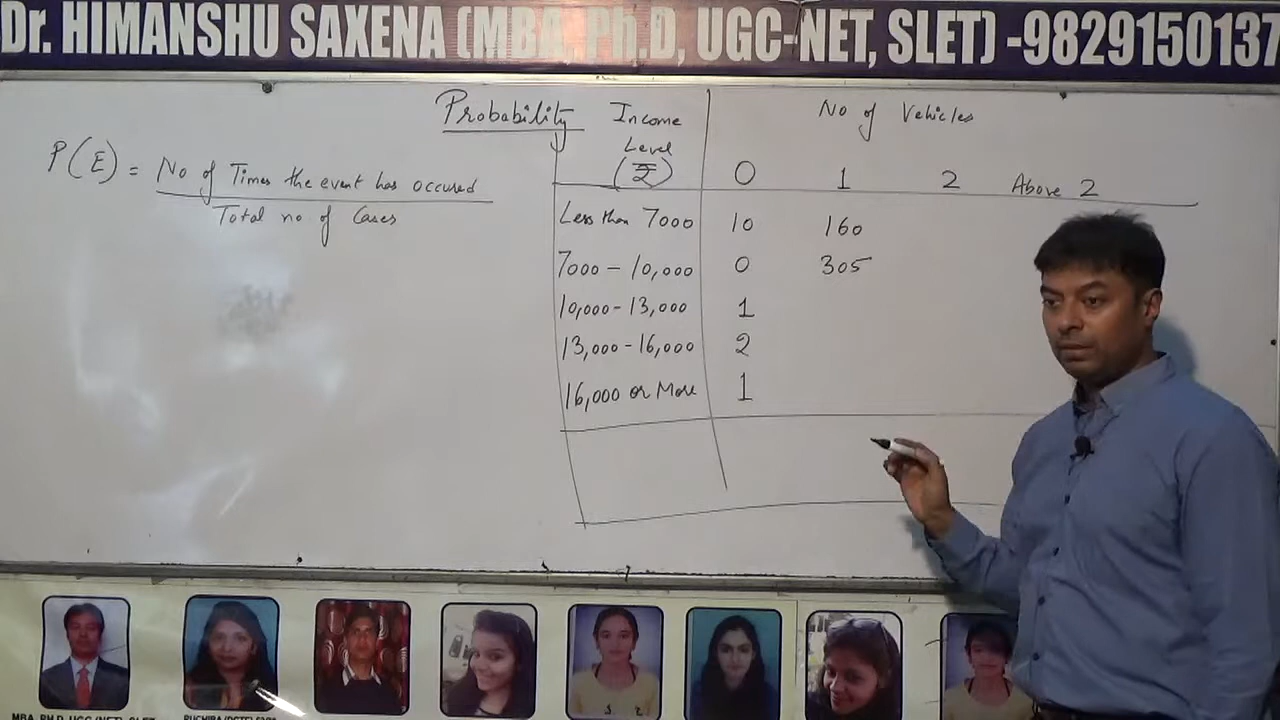 Dr. HIMANSHU SAXENA (MBA, Ph.D, UGC-NET, SLET) -9829150137
Probability
P(E) = No of Times the event has occured
Total no of Cases
Income Level (₹)
No of Vehicles
0 1 2 Above 2
Less than 7000 10 160
7000 - 10,000 0 305
10,000 - 13,000 1
13,000 - 16,000 2
16,000 or More 1